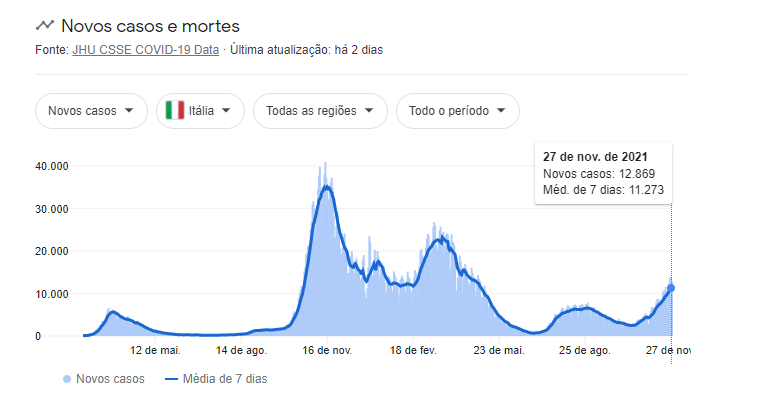 Novos casos e mortes
Fonte: JHU CSSE COVID-19 Data · Última atualização: há 2 dias
Novos casos
Itália
Todas as regiões
Todo o período
27 de nov. de 2021
Novos casos: 12.869
Méd. de 7 dias: 11.273
40.000
30.000
20.000
10.000
0
12 de mai.
14 de ago.
16 de nov.
18 de fev.
23 de mai.
25 de ago.
27 de nov
Novos casos
Média de 7 dias